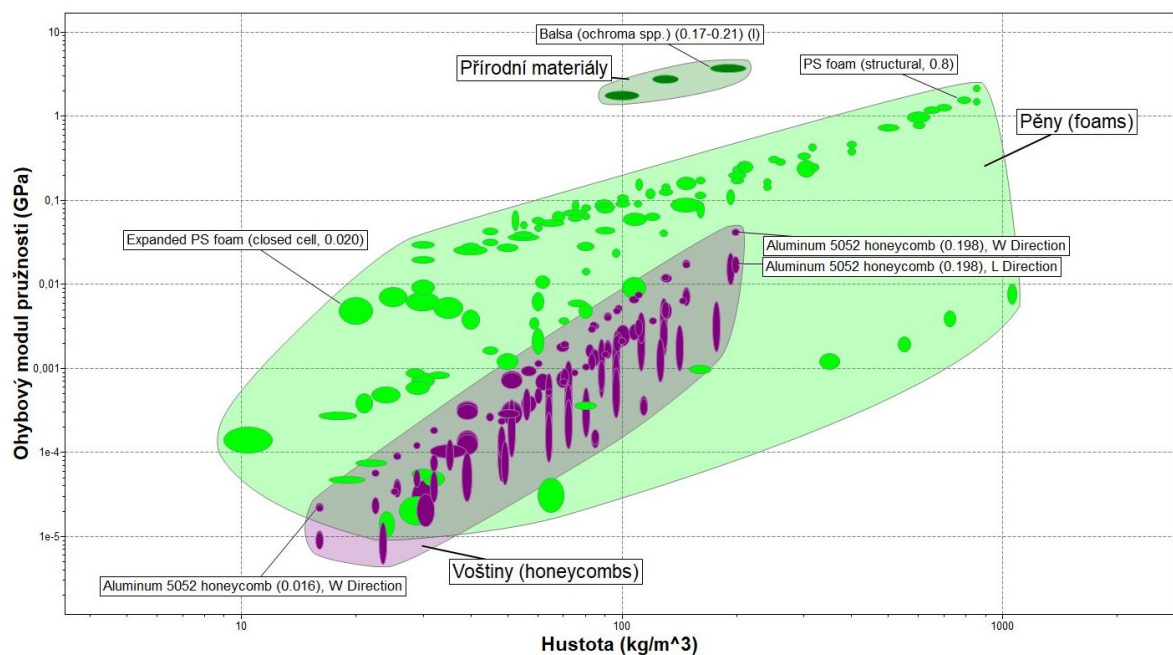 Ohybový modul pružnosti (GPa)
10
1
0,1
0,01
0,001
1e-4
1e-5
Balsa (ochroma spp.) (0.17-0.21) (l)
Přírodní materiály
PS foam (structural, 0.8)
Pěny (foams)
Expanded PS foam (closed cell, 0.020)
Aluminum 5052 honeycomb (0.198), W Direction
Aluminum 5052 honeycomb (0.198), L Direction
Voštiny (honeycombs)
Aluminum 5052 honeycomb (0.016), W Direction
10
100
1000
Hustota (kg/m^3)